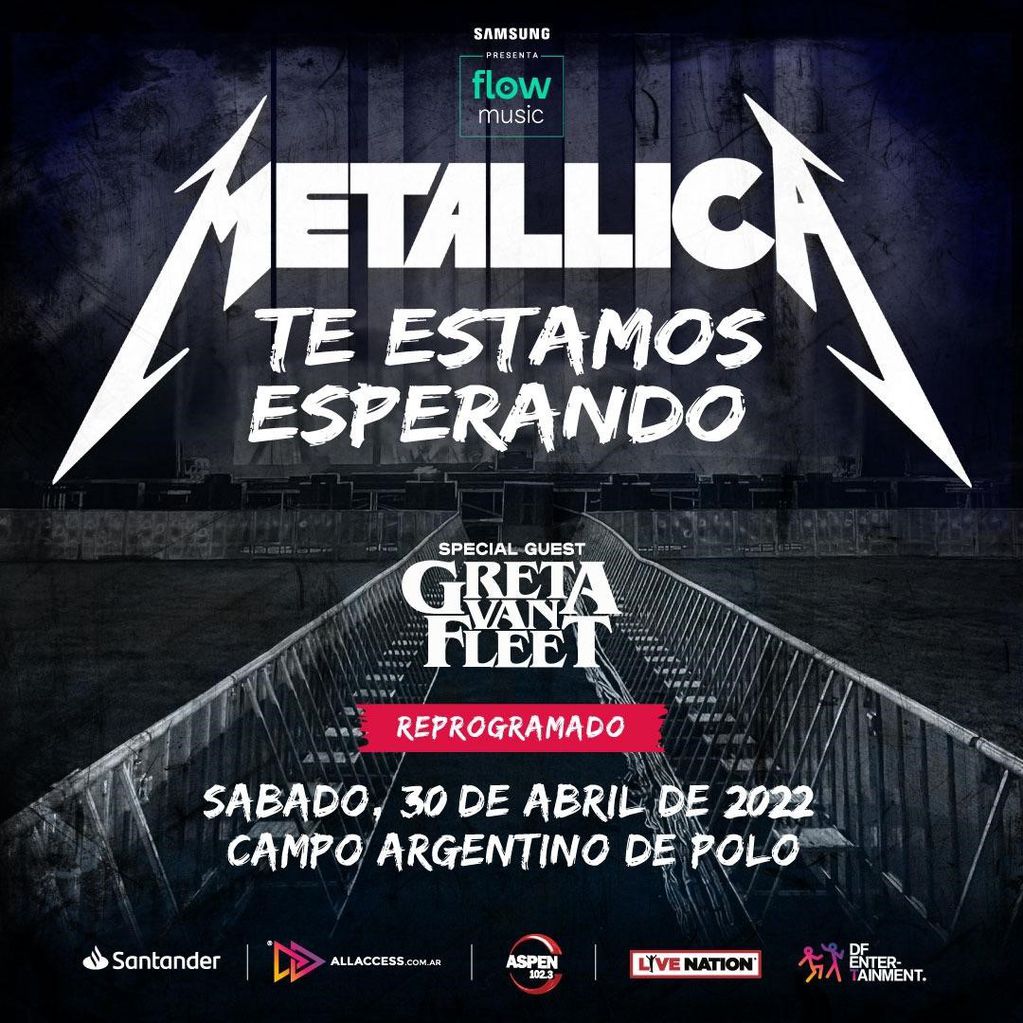 SAMSUNG
PRESENTA
flow
music
METALLICA
TE ESTAMOS
ESPERANDO
SPECIAL GUEST
GRETA
VAN
FLEET
REPROGRAMADO
SABADO, 30 DE ABRIL DE 2022
CAMPO ARGENTINO DE POLO
Santander
® ALLACCESS.COM.AR
ASPEN
102.3
LIVE NATION
DF
ENTER-
TAINMENT.